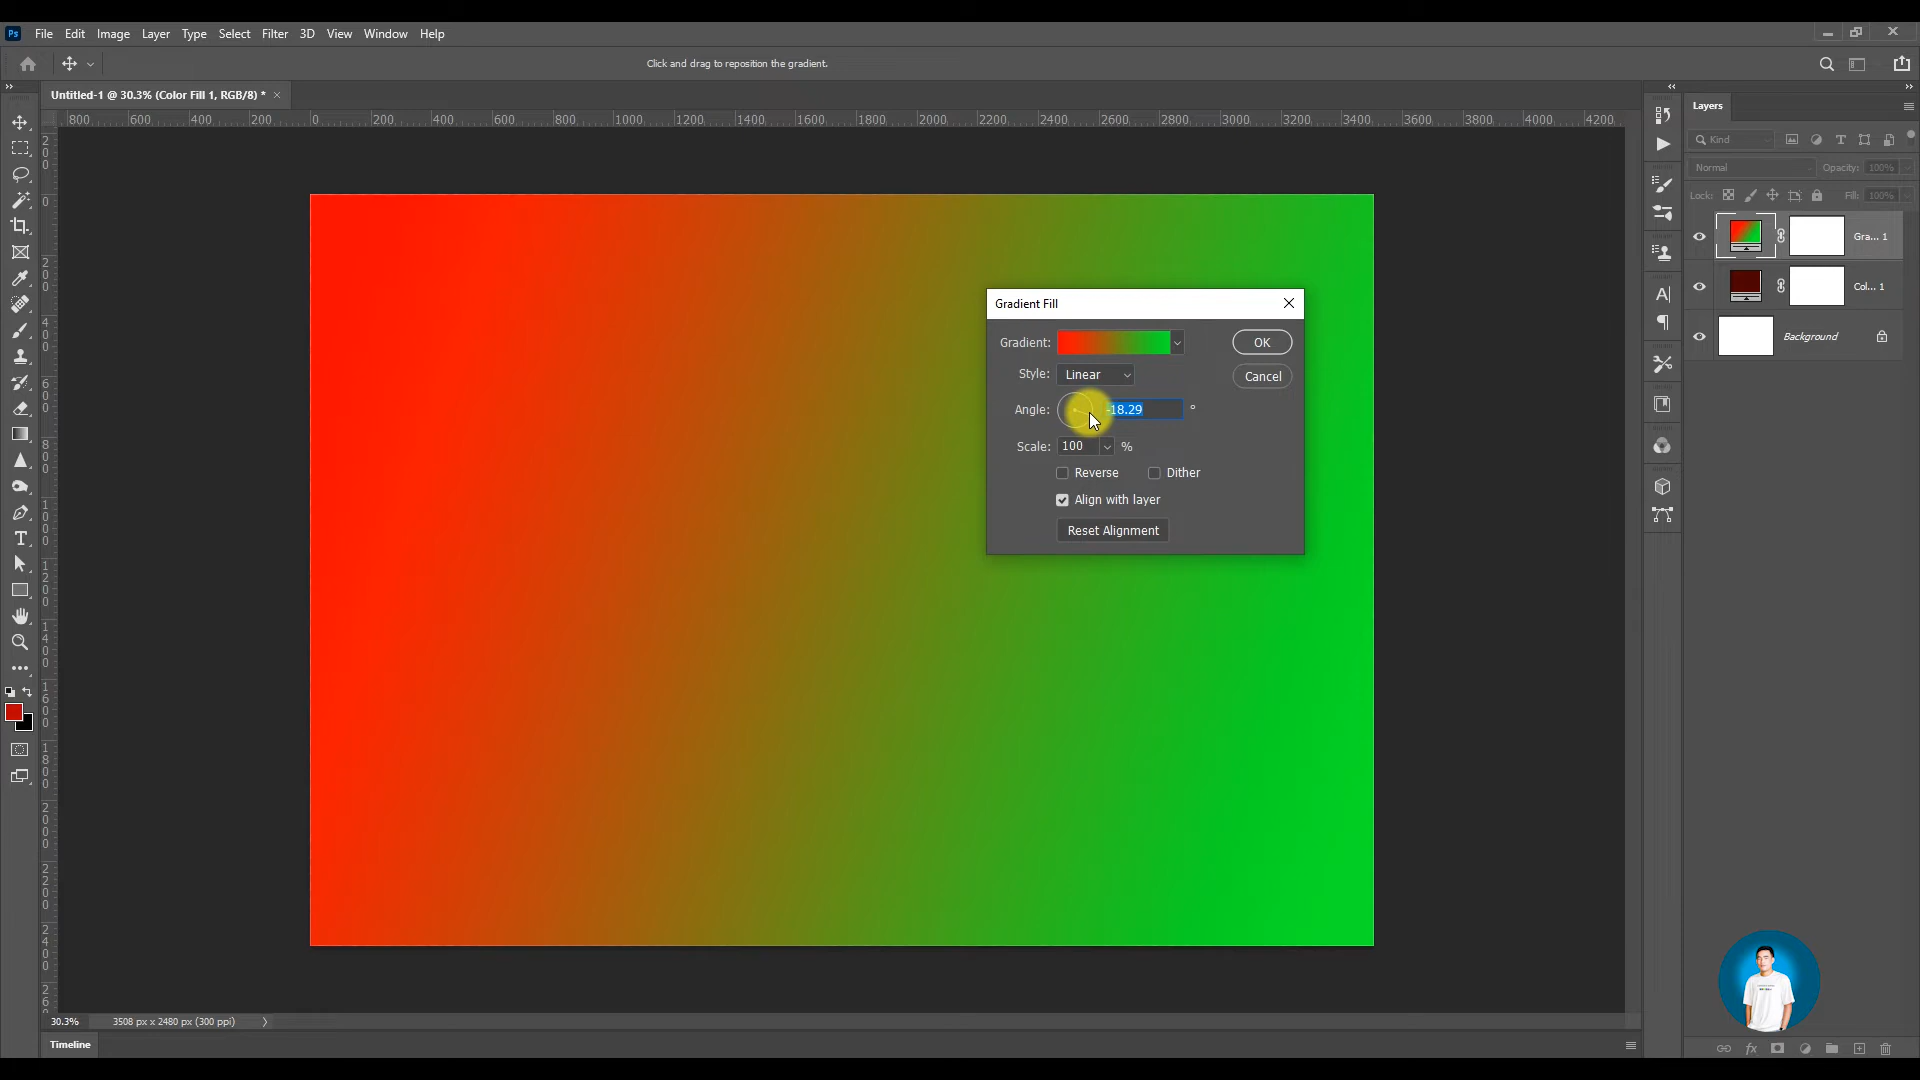 Ps File Edit Image Layer Type Select Filter 3D View Window Help
Click and drag to reposition the gradient.
Untitled-1 @ 30.3% (Color Fill 1, RGB/8) *
800 600 400 200 0 200 400 600 800 1000 1200 1400 1600 1800 2000 2200 2400 2600 2800 3000 3200 3400 3600 3800 4000 4200
Layers
Kind
Normal Opacity: 100%
Lock: Fill: 100%
Gra... 1
Col... 1
Background
Gradient Fill
Gradient: OK
Style: Linear Cancel
Angle: -18.29 °
Scale: 100 %
Reverse Dither
Align with layer
Reset Alignment
30.3% 3508 px x 2480 px (300 ppi)
Timeline